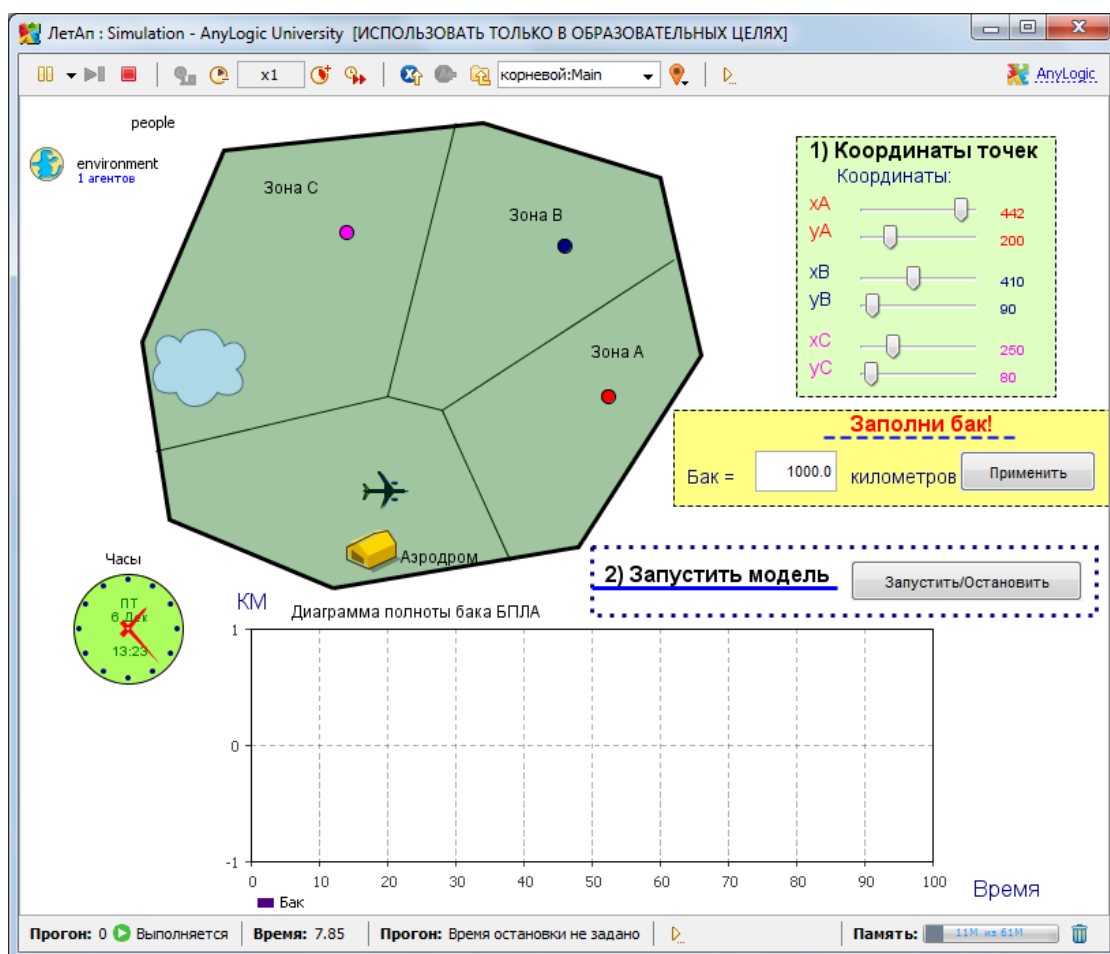 ЛетАп : Simulation - AnyLogic University [ИСПОЛЬЗОВАТЬ ТОЛЬКО В ОБРАЗОВАТЕЛЬНЫХ ЦЕЛЯХ]
x1
корневой:Main
AnyLogic
people
environment
1 агентов
Зона C
Зона B
Зона A
Аэродром
1) Координаты точек
Координаты:
xA 442
yA 200
xB 410
yB 90
xC 250
yC 80
Заполни бак!
Бак = 1000.0 километров Применить
2) Запустить модель Запустить/Остановить
Часы
ПТ
6 Дек
13:23
КМ
Диаграмма полноты бака БПЛА
1
0
-1
0 10 20 30 40 50 60 70 80 90 100
Время
Бак
Прогон: 0 Выполняется Время: 7.85 Прогон: Время остановки не задано Память: 11M из 61M